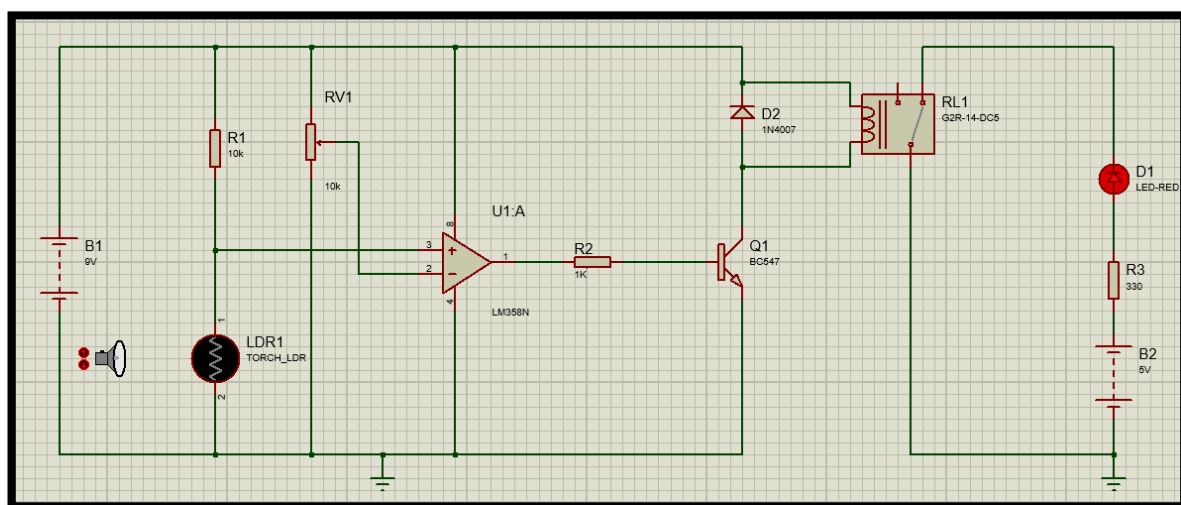 B1
9V
R1
10k
RV1
10k
LDR1
TORCH_LDR
1
2
U1:A
3
2
8
4
1
+
−
LM358N
R2
1K
D2
1N4007
Q1
BC547
RL1
G2R-14-DC5
D1
LED-RED
R3
330
B2
5V